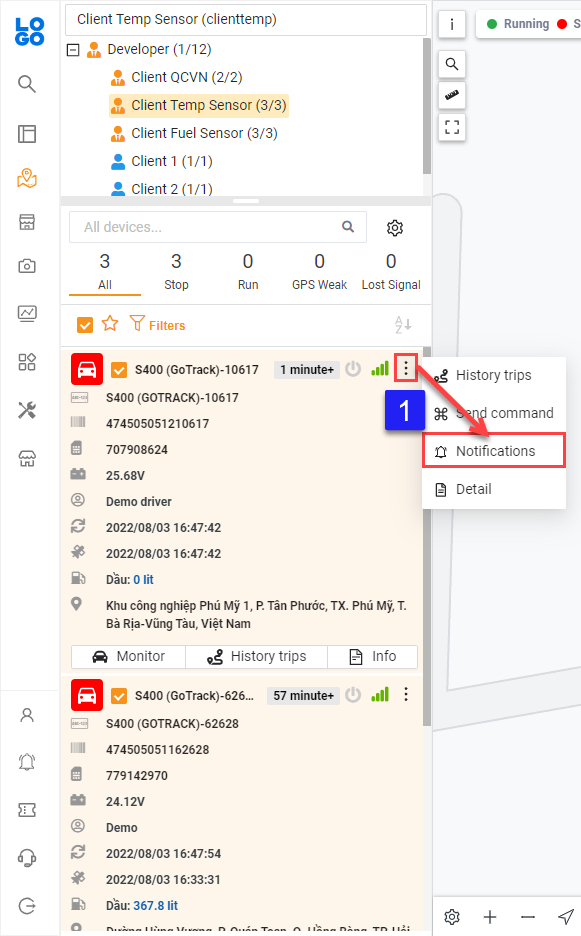 LO
GO
Client Temp Sensor (clienttemp)
Developer (1/12)
Client QCVN (2/2)
Client Temp Sensor (3/3)
Client Fuel Sensor (3/3)
Client 1 (1/1)
Client 2 (1/1)
i
Running
S
All devices...
3 3 0 0 0
All Stop Run GPS Weak Lost Signal
Filters
A
Z
S400 (GoTrack)-10617 1 minute+
S400 (GOTRACK)-10617
474505051210617
707908624
25.68V
Demo driver
2022/08/03 16:47:42
2022/08/03 16:47:42
Dầu: 0 lit
Khu công nghiệp Phú Mỹ 1, P. Tân Phước, TX. Phú Mỹ, T.
Bà Rịa-Vũng Tàu, Việt Nam
Monitor History trips Info
1
History trips
Send command
Notifications
Detail
S400 (GoTrack)-626... 57 minute+
S400 (GOTRACK)-62628
474505051162628
779142970
24.12V
Demo
2022/08/03 16:47:54
2022/08/03 16:33:31
Dầu: 367.8 lit